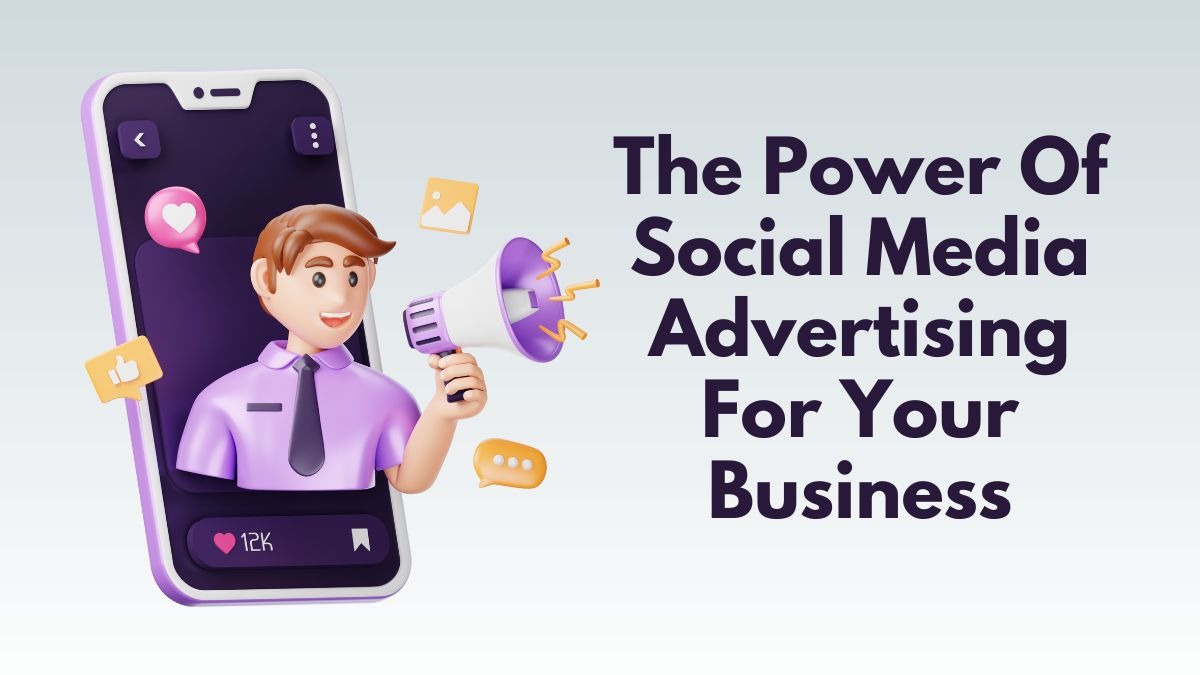 The Power Of
Social Media
Advertising
For Your
Business
12K